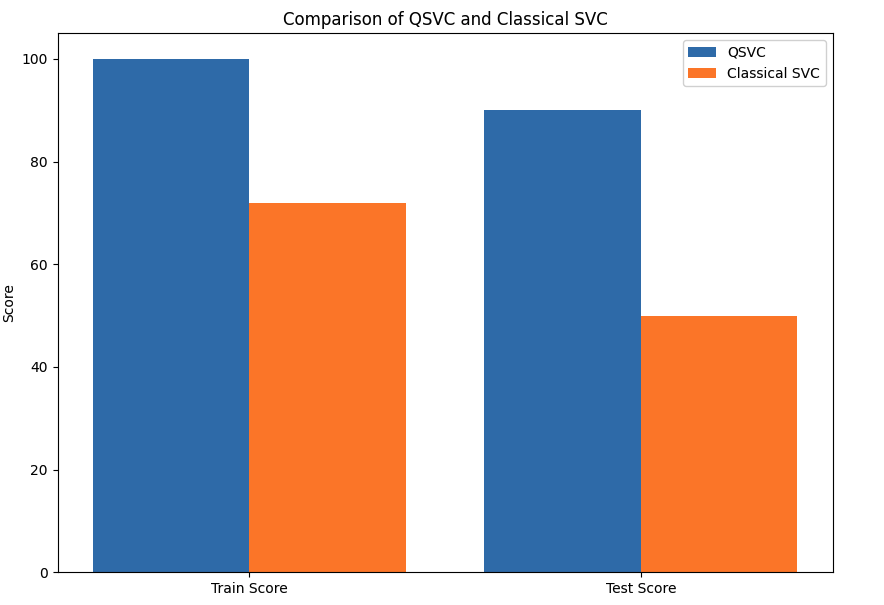 Comparison of QSVC and Classical SVC
QSVC
Classical SVC
100
80
60
40
20
0
Score
Train Score
Test Score